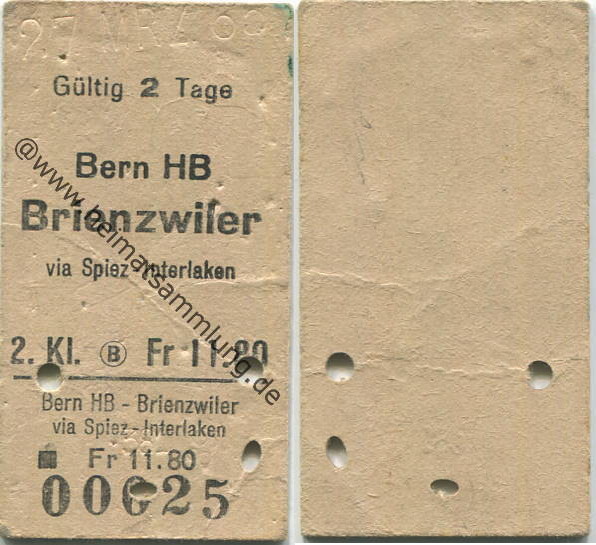 Gültig 2 Tage
Bern HB
Brienzwiler
via Spiez-Interlaken
2. Kl. Ⓑ Fr 11.80
Bern HB - Brienzwiler
via Spiez-Interlaken
Fr 11.80
00025
@www.heimatsammlung.de